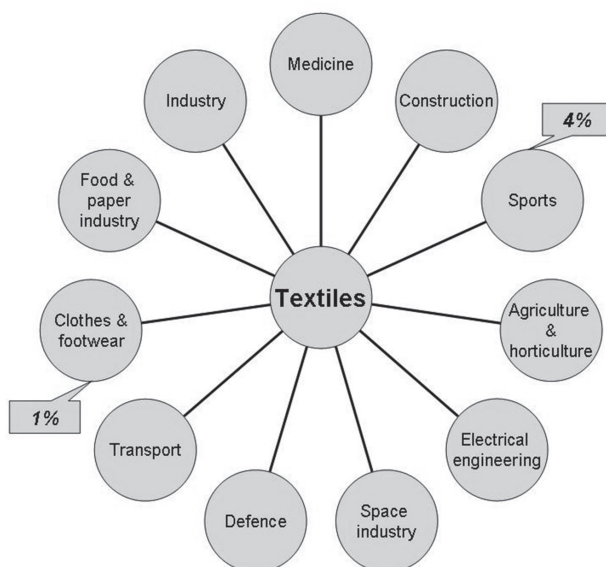 Medicine
Industry
Construction
4%
Food &
paper
industry
Sports
Textiles
Clothes &
footwear
Agriculture
&
horticulture
1%
Transport
Electrical
engineering
Defence
Space
industry